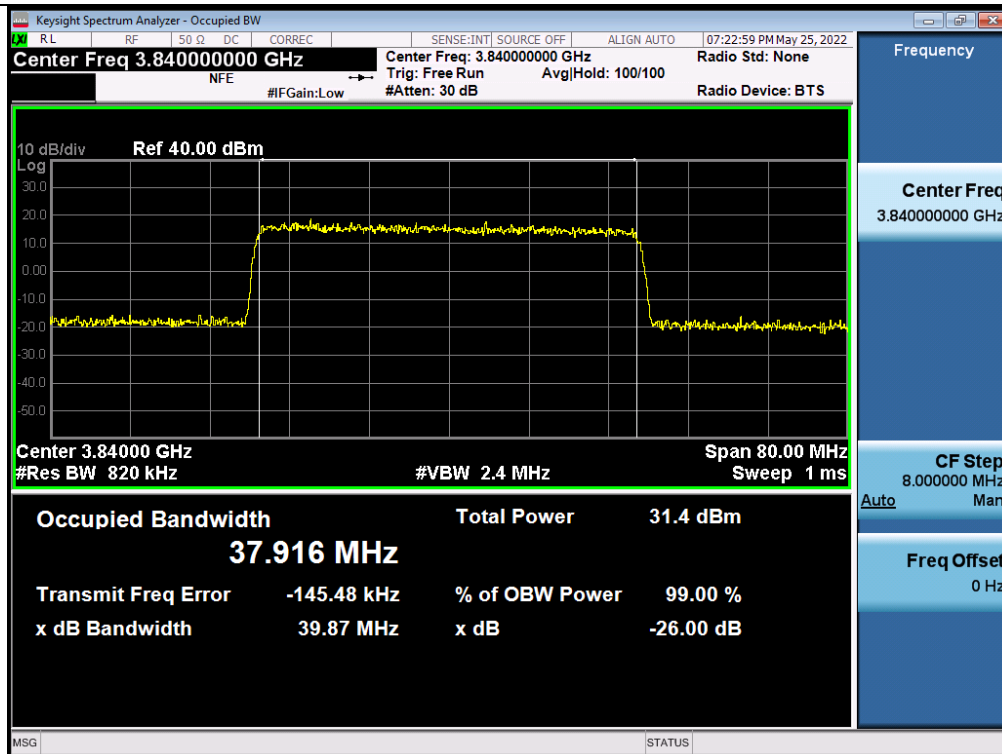 Keysight Spectrum Analyzer - Occupied BW
LXI RL RF 50 Ω DC CORREC SENSE:INT SOURCE OFF ALIGN AUTO 07:22:59 PM May 25, 2022
Center Freq 3.840000000 GHz
NFE
#IFGain:Low
Center Freq: 3.840000000 GHz
Trig: Free Run Avg|Hold: 100/100
#Atten: 30 dB
Radio Std: None
Radio Device: BTS
10 dB/div Ref 40.00 dBm
Log
30.0
20.0
10.0
0.00
-10.0
-20.0
-30.0
-40.0
-50.0
Center 3.84000 GHz Span 80.00 MHz
#Res BW 820 kHz #VBW 2.4 MHz Sweep 1 ms
Occupied Bandwidth Total Power 31.4 dBm
37.916 MHz
Transmit Freq Error -145.48 kHz % of OBW Power 99.00 %
x dB Bandwidth 39.87 MHz x dB -26.00 dB
MSG STATUS
Frequency
Center Freq
3.840000000 GHz
CF Step
8.000000 MHz
Auto Man
Freq Offset
0 Hz